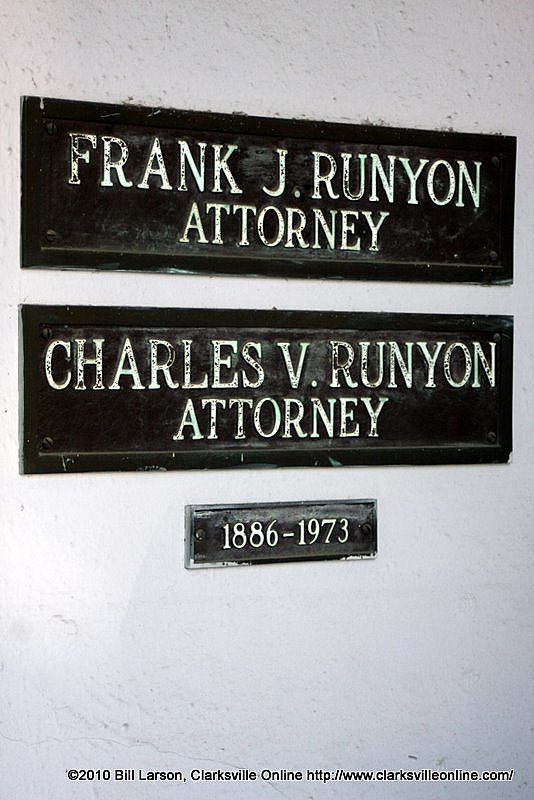 FRANK J. RUNYON
ATTORNEY
CHARLES V. RUNYON
ATTORNEY
1886-1973
©2010 Bill Larson, Clarksville Online http://www.clarksvilleonline.com/